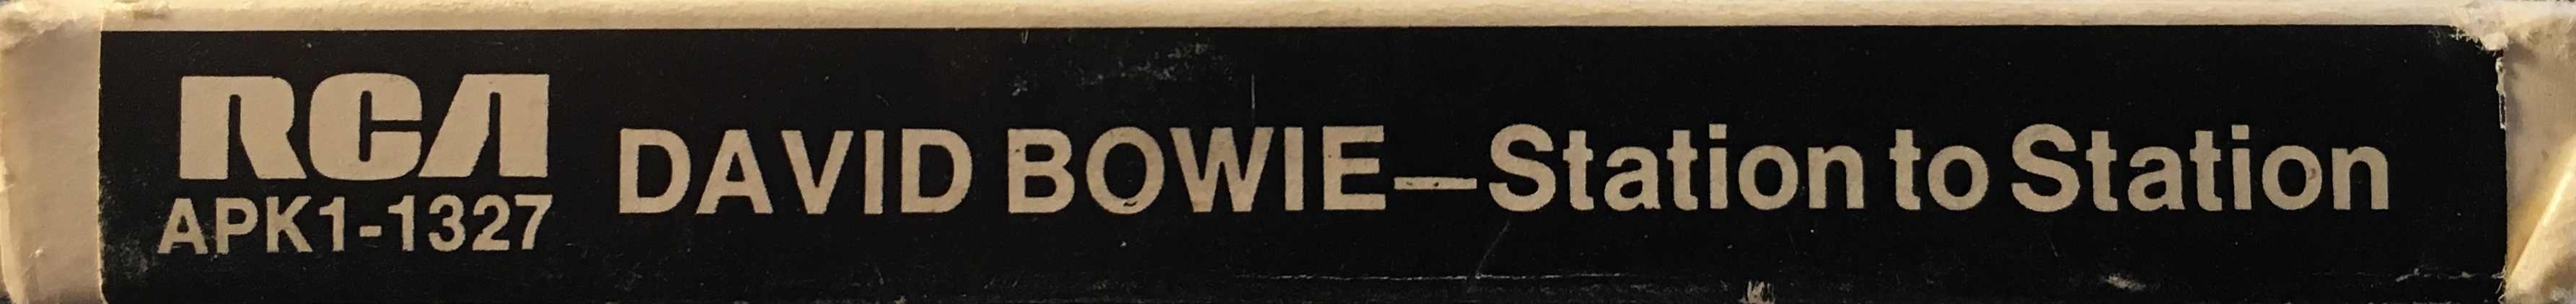 RCA
APK1-1327
DAVID BOWIE—Station to Station